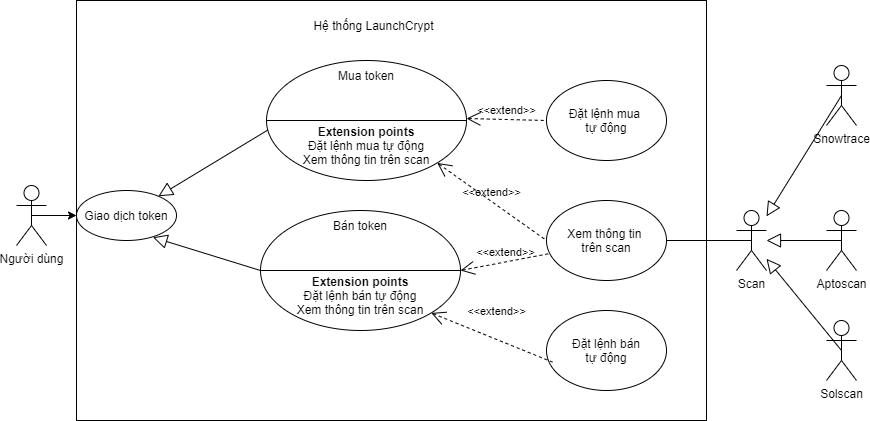 Hệ thống LaunchCrypt
Mua token
Extension points
Đặt lệnh mua tự động
Xem thông tin trên scan
<<extend>>
Đặt lệnh mua
tự động
Snowtrace
<<extend>>
Giao dịch token
Người dùng
Bán token
Extension points
Đặt lệnh bán tự động
Xem thông tin trên scan
<<extend>>
Xem thông tin
trên scan
Scan
Aptoscan
<<extend>>
Đặt lệnh bán
tự động
Solscan